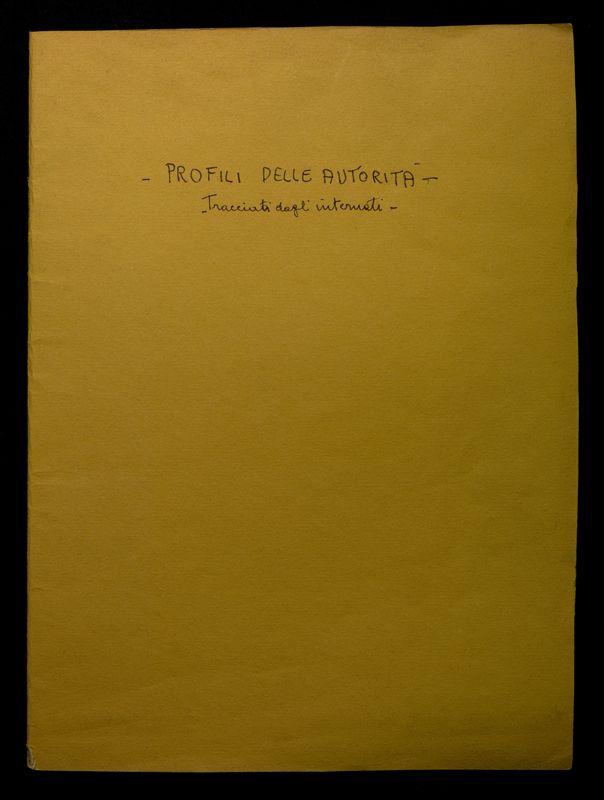 - PROFILI DELLE AUTORITÀ -
- Tracciati dagli internati -